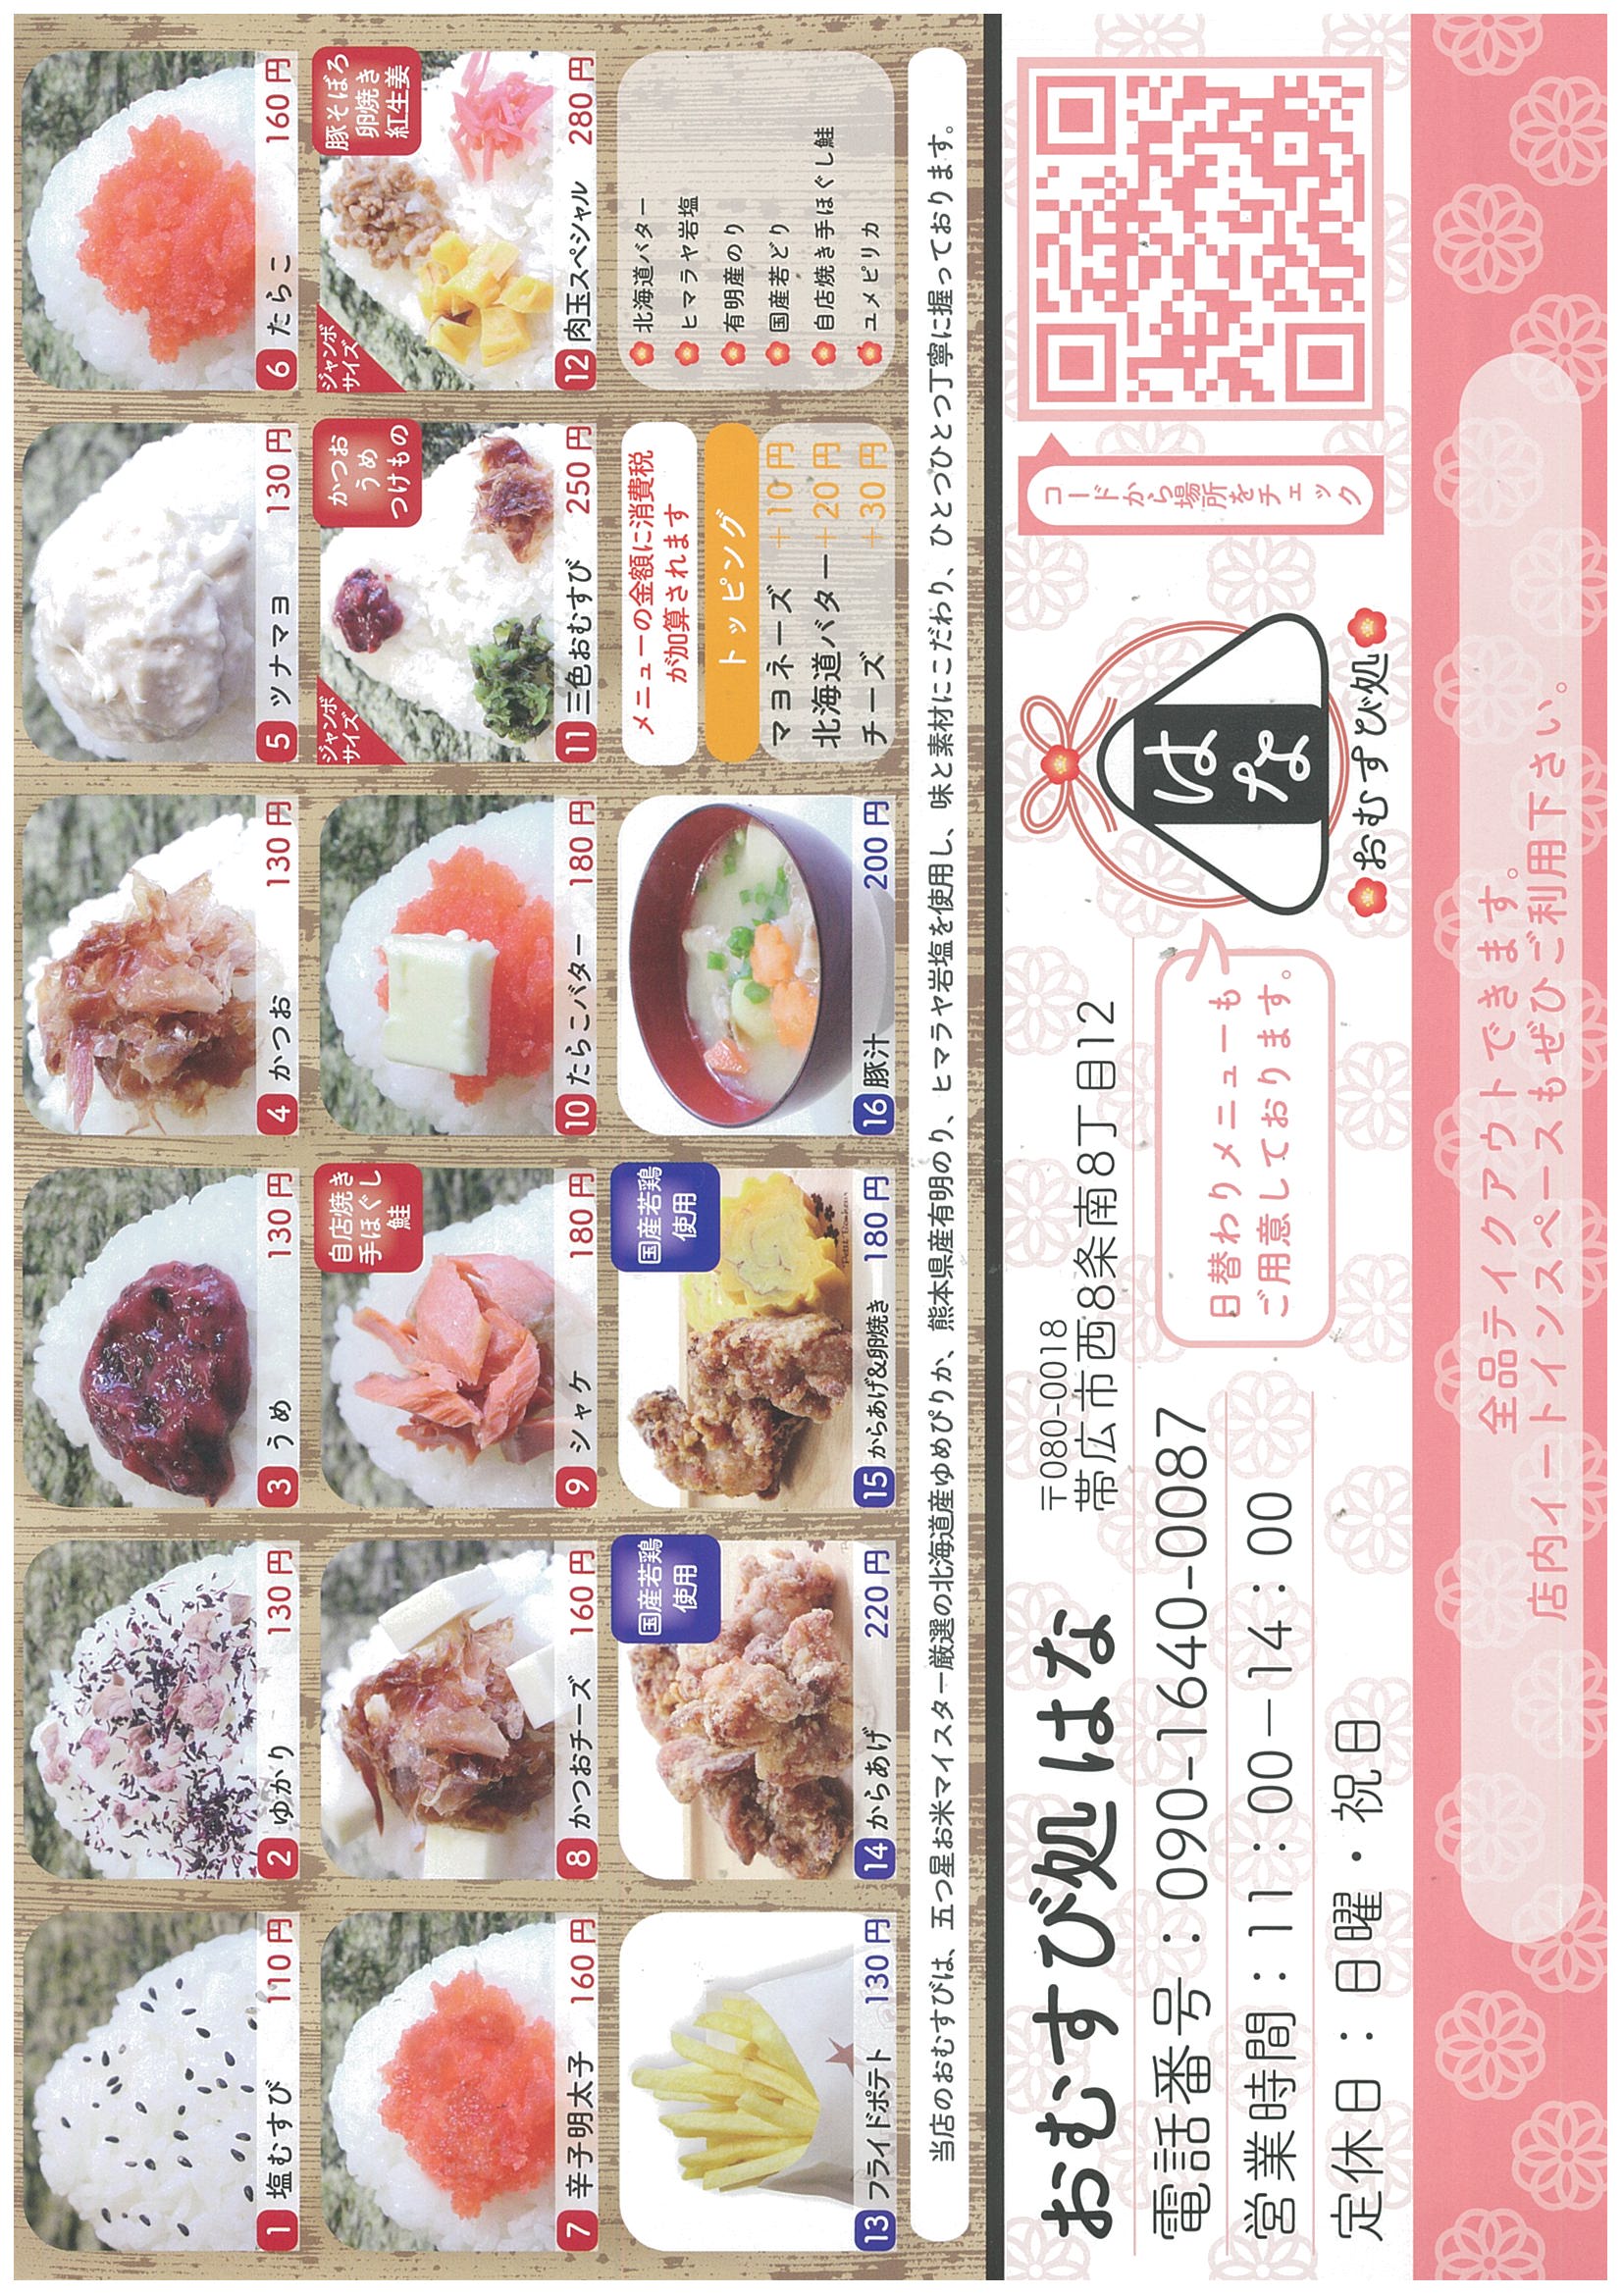 1 塩むすび 110円
2 ゆかり 130円
3 うめ 130円
4 かつお 130円
5 ツナマヨ 130円
6 たらこ 160円
7 辛子明太子 160円
8 かつおチーズ 160円
自店焼き
手ほぐし
鮭
9 シャケ 180円
10 たらこバター 180円
ジャンボ
サイズ
かつお
うめ
つけもの
11 三色おむすび 250円
ジャンボ
サイズ
豚そぼろ
卵焼き
紅生姜
12 肉玉スペシャル 280円
13 フライドポテト 130円
国産若鶏
使用
14 からあげ 220円
国産若鶏
使用
Petit Bonheur
15 からあげ&卵焼き 180円
16 豚汁 200円
メニューの金額に消費税
が加算されます
トッピング
マヨネーズ +10円
北海道バター+20円
チーズ +30円
北海道バター
ヒマラヤ岩塩
有明産のり
国産若どり
自店焼き手ほぐし鮭
ユメピリカ
当店のおむすびは、五つ星お米マイスター厳選の北海道産ゆめぴりか、熊本県産有明のり、ヒマラヤ岩塩を使用し、味と素材にこだわり、ひとつひとつ丁寧に握っております。
おむすび処 はな
〒080-0018
帯広市西8条南8丁目12
電話番号：090-1640-0087
営業時間：11：00－14：00
定休日：日曜・祝日
日替わりメニューも
ご用意しております。
はな
おむすび処
コードから場所をチェック
全品テイクアウトできます。
店内イートインスペースもぜひご利用下さい。